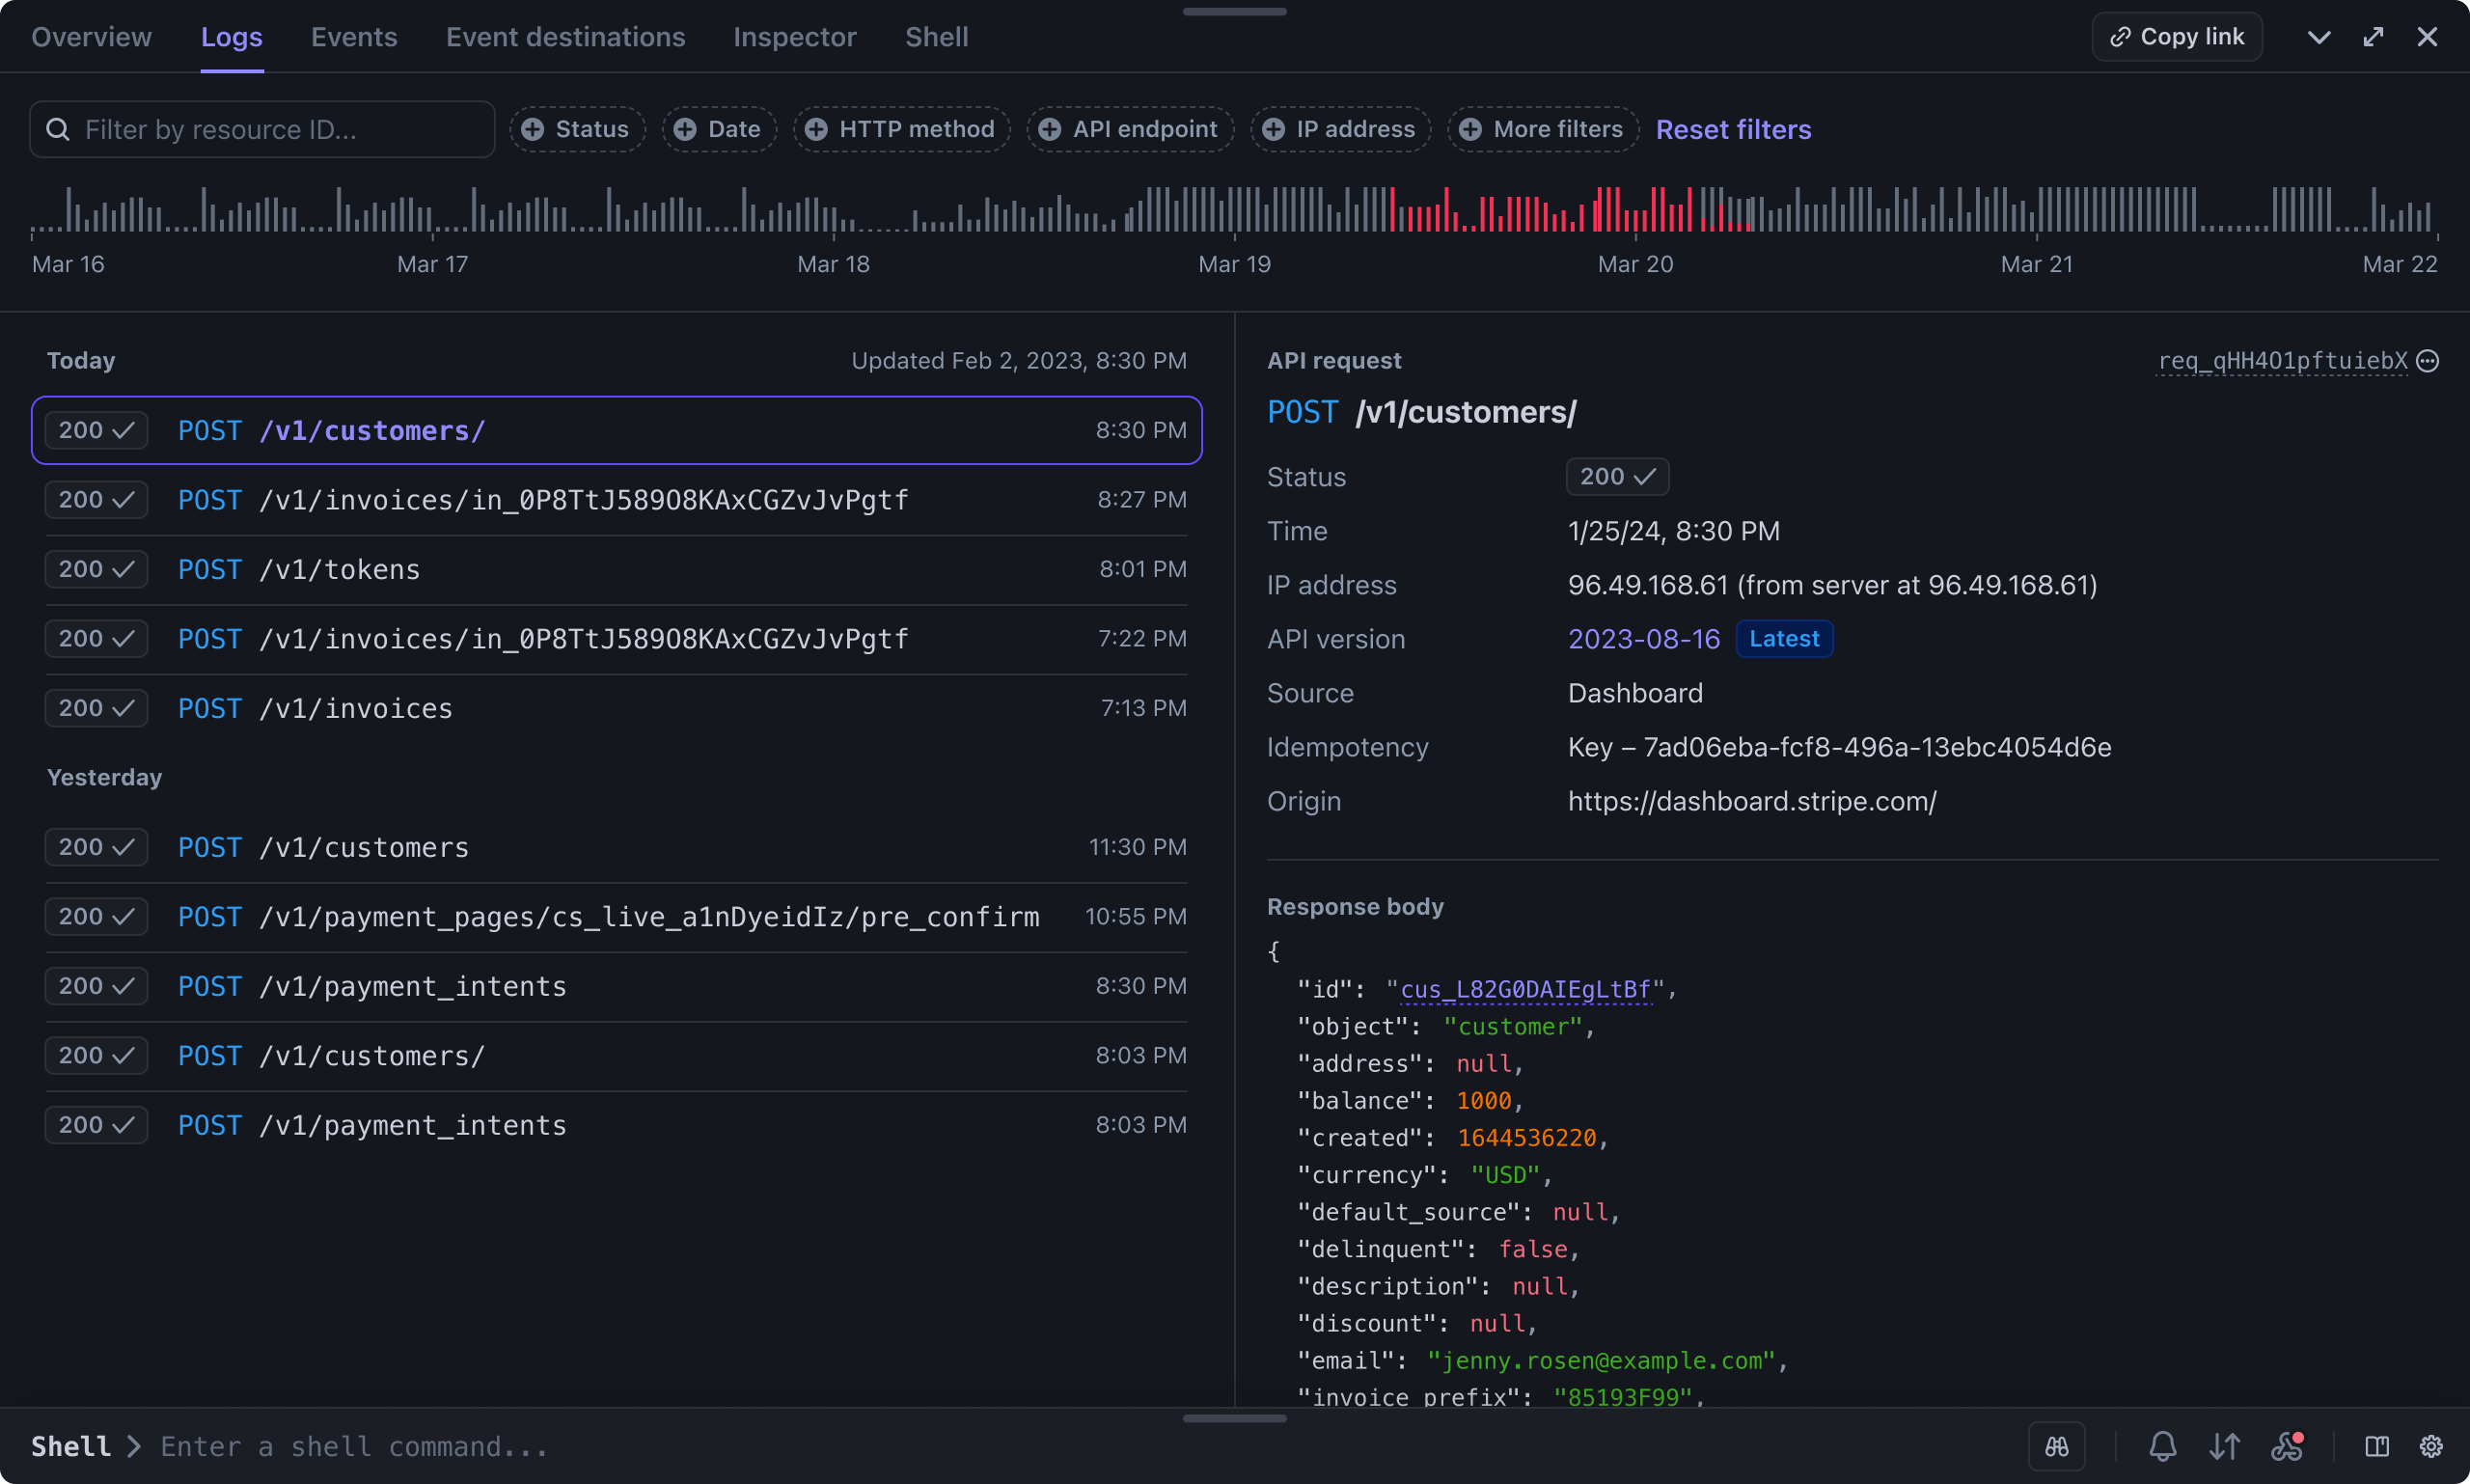 Overview Logs Events Event destinations Inspector Shell Copy link
Filter by resource ID... Status Date HTTP method API endpoint IP address More filters Reset filters
Mar 16 Mar 17 Mar 18 Mar 19 Mar 20 Mar 21 Mar 22
Today Updated Feb 2, 2023, 8:30 PM
200 POST /v1/customers/ 8:30 PM
200 POST /v1/invoices/in_0P8TtJ589O8KAxCGZvJvPgtf 8:27 PM
200 POST /v1/tokens 8:01 PM
200 POST /v1/invoices/in_0P8TtJ589O8KAxCGZvJvPgtf 7:22 PM
200 POST /v1/invoices 7:13 PM
Yesterday
200 POST /v1/customers 11:30 PM
200 POST /v1/payment_pages/cs_live_a1nDyeidIz/pre_confirm 10:55 PM
200 POST /v1/payment_intents 8:30 PM
200 POST /v1/customers/ 8:03 PM
200 POST /v1/payment_intents 8:03 PM
API request req_qHH4O1pftuiebX
POST /v1/customers/
Status 200
Time 1/25/24, 8:30 PM
IP address 96.49.168.61 (from server at 96.49.168.61)
API version 2023-08-16 Latest
Source Dashboard
Idempotency Key – 7ad06eba-fcf8-496a-13ebc4054d6e
Origin https://dashboard.stripe.com/
Response body
{
"id": "cus_L82G0DAIEgLtBf",
"object": "customer",
"address": null,
"balance": 1000,
"created": 1644536220,
"currency": "USD",
"default_source": null,
"delinquent": false,
"description": null,
"discount": null,
"email": "jenny.rosen@example.com",
"invoice_prefix": "85193F99",
Shell Enter a shell command...